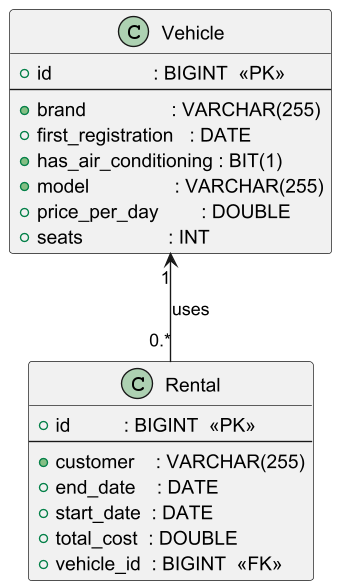 C Vehicle
id : BIGINT «PK»
brand : VARCHAR(255)
first_registration : DATE
has_air_conditioning : BIT(1)
model : VARCHAR(255)
price_per_day : DOUBLE
seats : INT
1
uses
0..*
C Rental
id : BIGINT «PK»
customer : VARCHAR(255)
end_date : DATE
start_date : DATE
total_cost : DOUBLE
vehicle_id : BIGINT «FK»